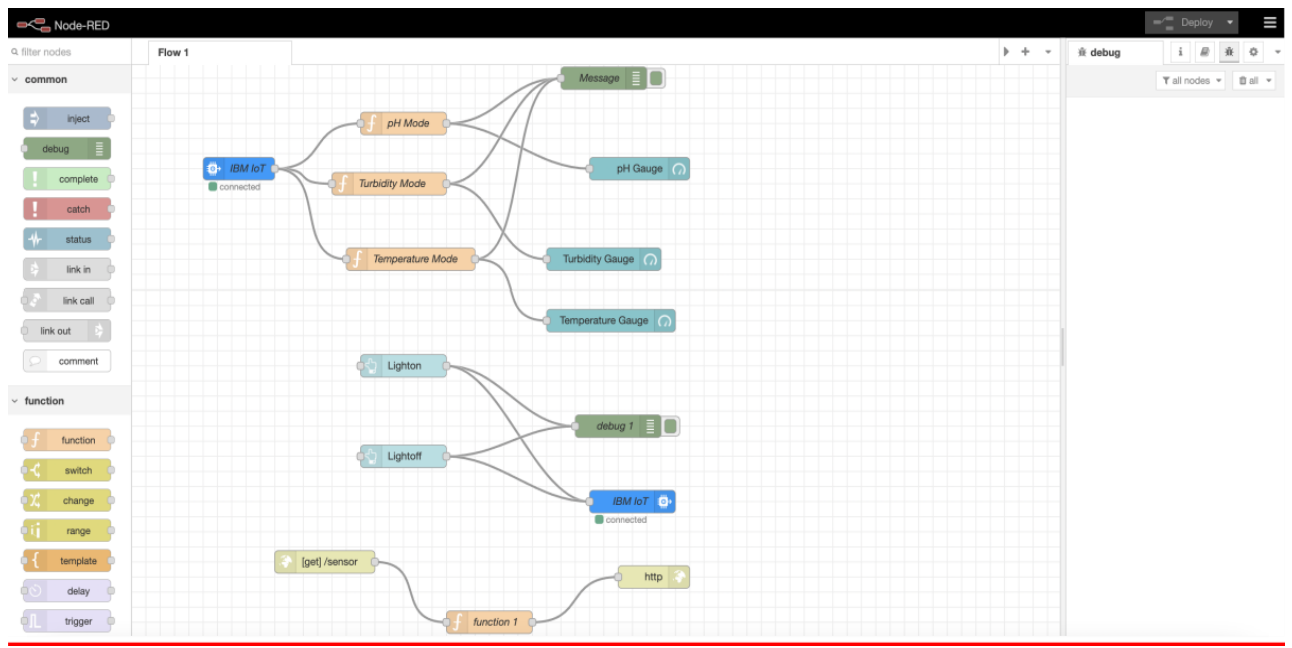 Node-RED
Deploy
filter nodes
Flow 1
debug
i
all nodes
all
common
inject
debug
complete
catch
status
link in
link call
link out
comment
function
function
switch
change
range
template
delay
trigger
Message
pH Mode
IBM IoT
connected
pH Gauge
Turbidity Mode
Temperature Mode
Turbidity Gauge
Temperature Gauge
Lighton
debug 1
Lightoff
IBM IoT
connected
[get] /sensor
http
function 1